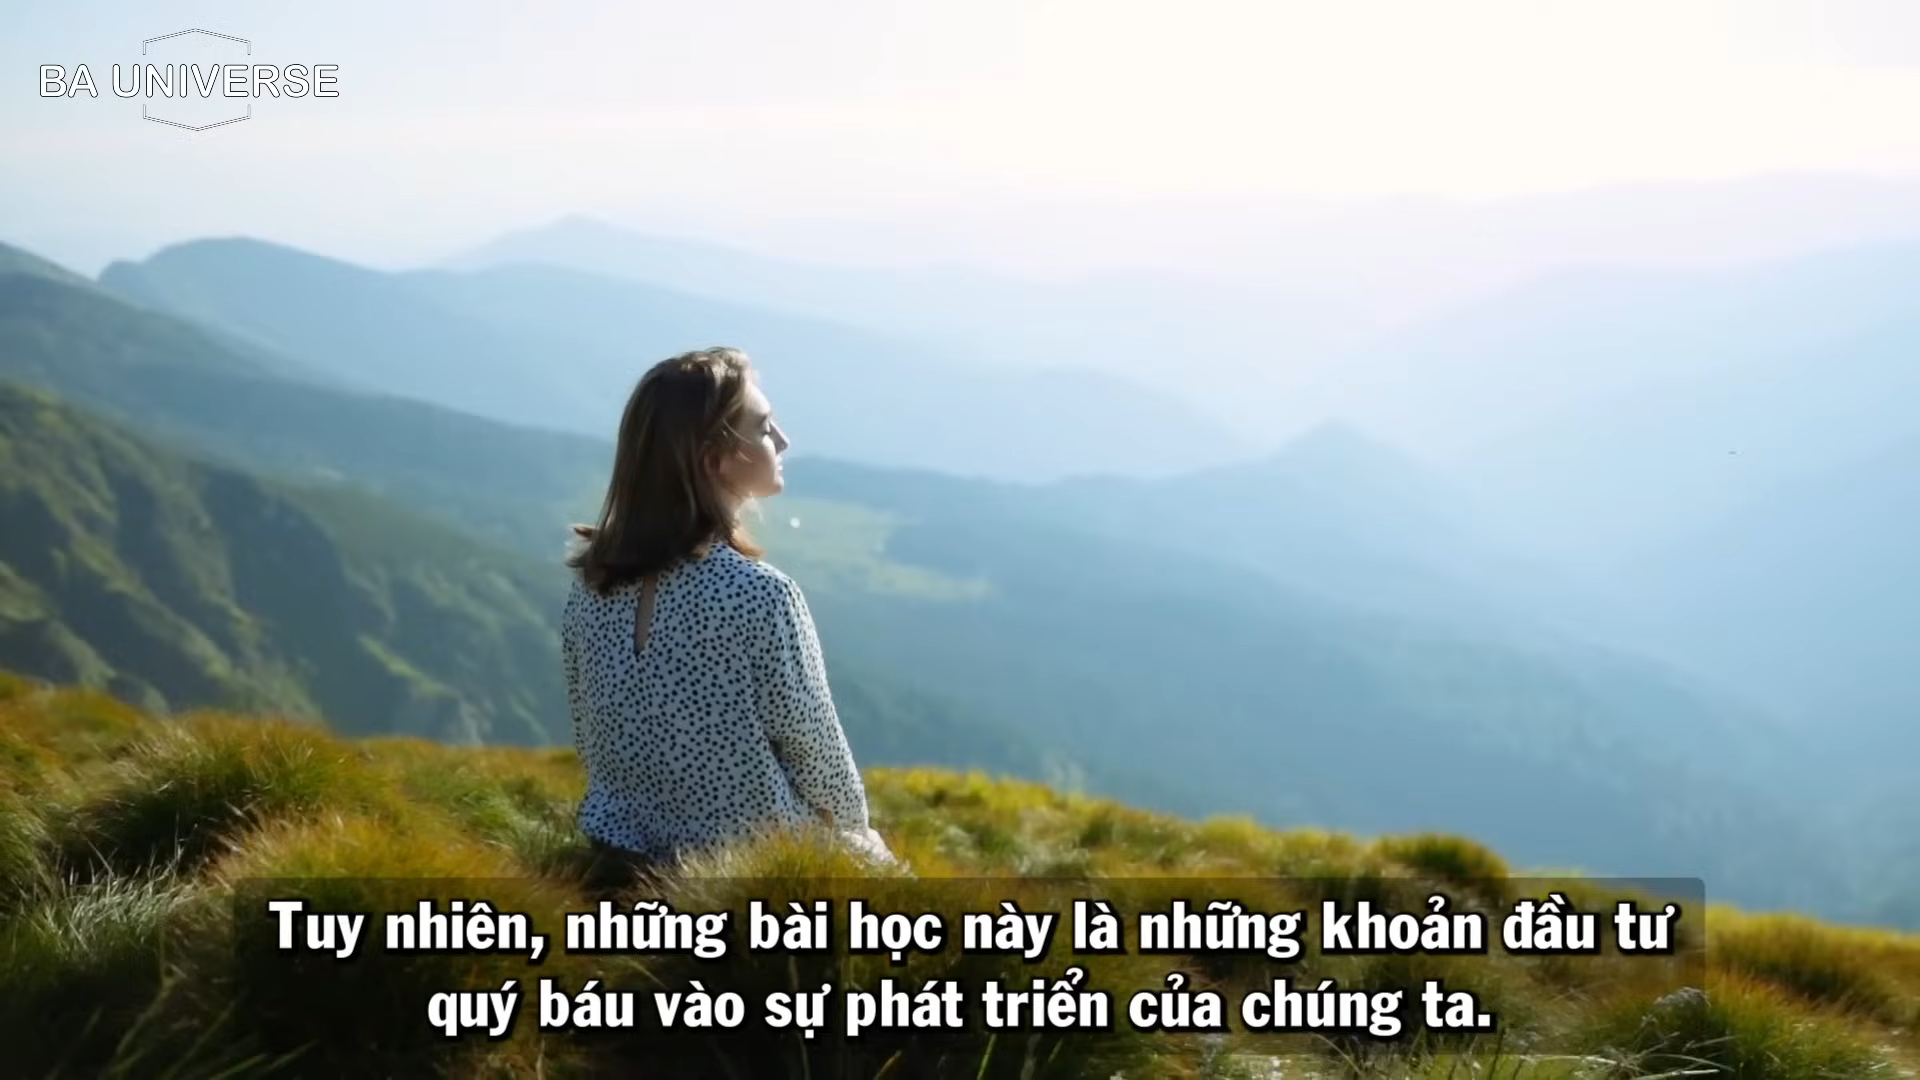 BA UNIVERSE
Tuy nhiên, những bài học này là những khoản đầu tư
quý báu vào sự phát triển của chúng ta.